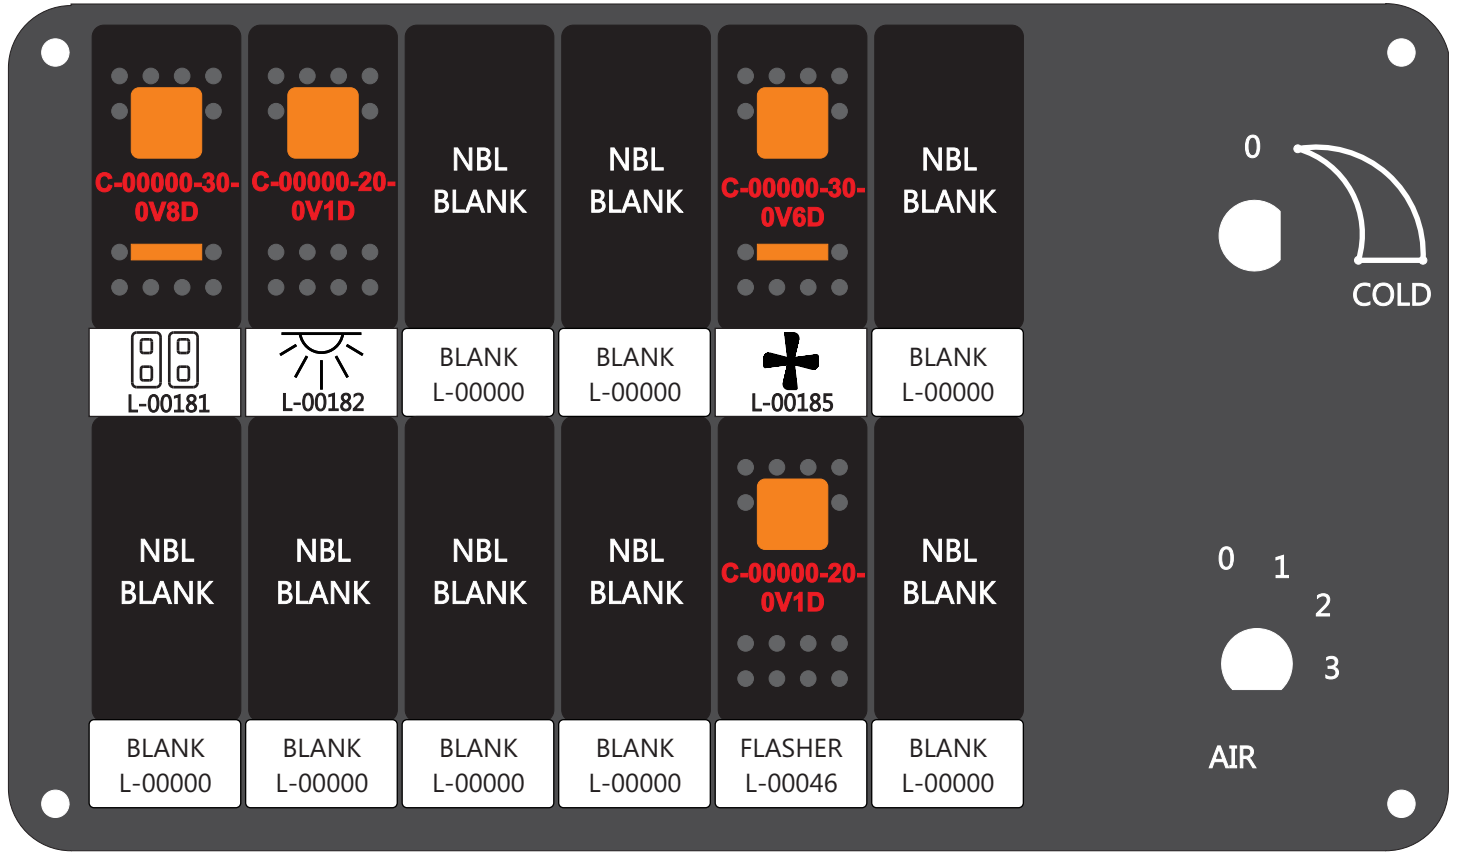 C-00000-30-
0V8D
C-00000-20-
0V1D
NBL
BLANK
NBL
BLANK
C-00000-30-
0V6D
NBL
BLANK
L-00181
L-00182
BLANK
L-00000
BLANK
L-00000
L-00185
BLANK
L-00000
NBL
BLANK
NBL
BLANK
NBL
BLANK
NBL
BLANK
C-00000-20-
0V1D
NBL
BLANK
BLANK
L-00000
BLANK
L-00000
BLANK
L-00000
BLANK
L-00000
FLASHER
L-00046
BLANK
L-00000
0
COLD
0
1
2
3
AIR